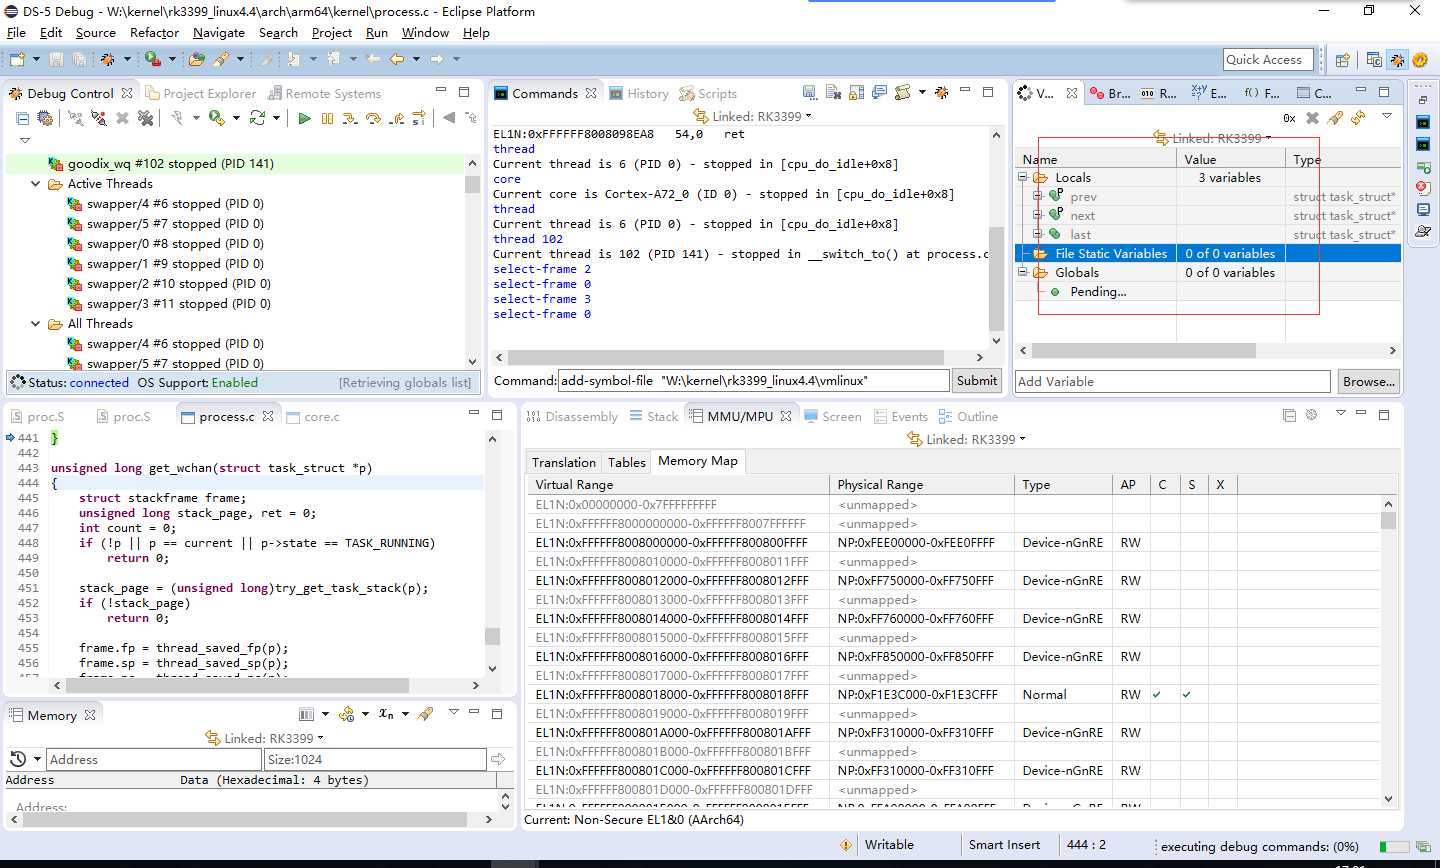 DS-5 Debug - W:\kernel\rk3399_linux4.4\arch\arm64\kernel\process.c - Eclipse Platform
File Edit Source Refactor Navigate Search Project Run Window Help
Quick Access
Debug Control Project Explorer Remote Systems
goodix_wq #102 stopped (PID 141)
Active Threads
swapper/4 #6 stopped (PID 0)
swapper/5 #7 stopped (PID 0)
swapper/0 #8 stopped (PID 0)
swapper/1 #9 stopped (PID 0)
swapper/2 #10 stopped (PID 0)
swapper/3 #11 stopped (PID 0)
All Threads
swapper/4 #6 stopped (PID 0)
swapper/5 #7 stopped (PID 0)
Status: connected OS Support: Enabled [Retrieving globals list]
Commands History Scripts
Linked: RK3399
EL1N:0xFFFFFF8008098EA8 54,0 ret
thread
Current thread is 6 (PID 0) - stopped in [cpu_do_idle+0x8]
core
Current core is Cortex-A72_0 (ID 0) - stopped in [cpu_do_idle+0x8]
thread
Current thread is 6 (PID 0) - stopped in [cpu_do_idle+0x8]
thread 102
Current thread is 102 (PID 141) - stopped in __switch_to() at process.c
select-frame 2
select-frame 0
select-frame 3
select-frame 0
Command: add-symbol-file "W:\kernel\rk3399_linux4.4\vmlinux" Submit
V... Br... R... E... F... C...
0x
Linked: RK3399
Name Value Type
Locals 3 variables
prev struct task_struct*
next struct task_struct*
last struct task_struct*
File Static Variables 0 of 0 variables
Globals 0 of 0 variables
Pending...
Add Variable Browse...
proc.S proc.S process.c core.c
441 }
442
443 unsigned long get_wchan(struct task_struct *p)
444 {
445 struct stackframe frame;
446 unsigned long stack_page, ret = 0;
447 int count = 0;
448 if (!p || p == current || p->state == TASK_RUNNING)
449 return 0;
450
451 stack_page = (unsigned long)try_get_task_stack(p);
452 if (!stack_page)
453 return 0;
454
455 frame.fp = thread_saved_fp(p);
456 frame.sp = thread_saved_sp(p);
Memory
Linked: RK3399
Address Size:1024
Address Data (Hexadecimal: 4 bytes)
Address:
Disassembly Stack MMU/MPU Screen Events Outline
Linked: RK3399
Translation Tables Memory Map
Virtual Range Physical Range Type AP C S X
EL1N:0x00000000-0x7FFFFFFFFF <unmapped>
EL1N:0xFFFFFF8000000000-0xFFFFFF8007FFFFFF <unmapped>
EL1N:0xFFFFFF8008000000-0xFFFFFF800800FFFF NP:0xFEE00000-0xFEE0FFFF Device-nGnRE RW
EL1N:0xFFFFFF8008010000-0xFFFFFF8008011FFF <unmapped>
EL1N:0xFFFFFF8008012000-0xFFFFFF8008012FFF NP:0xFF750000-0xFF750FFF Device-nGnRE RW
EL1N:0xFFFFFF8008013000-0xFFFFFF8008013FFF <unmapped>
EL1N:0xFFFFFF8008014000-0xFFFFFF8008014FFF NP:0xFF760000-0xFF760FFF Device-nGnRE RW
EL1N:0xFFFFFF8008015000-0xFFFFFF8008015FFF <unmapped>
EL1N:0xFFFFFF8008016000-0xFFFFFF8008016FFF NP:0xFF850000-0xFF850FFF Device-nGnRE RW
EL1N:0xFFFFFF8008017000-0xFFFFFF8008017FFF <unmapped>
EL1N:0xFFFFFF8008018000-0xFFFFFF8008018FFF NP:0xF1E3C000-0xF1E3CFFF Normal RW
EL1N:0xFFFFFF8008019000-0xFFFFFF8008019FFF <unmapped>
EL1N:0xFFFFFF800801A000-0xFFFFFF800801AFFF NP:0xFF310000-0xFF310FFF Device-nGnRE RW
EL1N:0xFFFFFF800801B000-0xFFFFFF800801BFFF <unmapped>
EL1N:0xFFFFFF800801C000-0xFFFFFF800801CFFF NP:0xFF310000-0xFF310FFF Device-nGnRE RW
EL1N:0xFFFFFF800801D000-0xFFFFFF800801DFFF <unmapped>
Current: Non-Secure EL1&0 (AArch64)
Writable Smart Insert 444 : 2 executing debug commands: (0%)